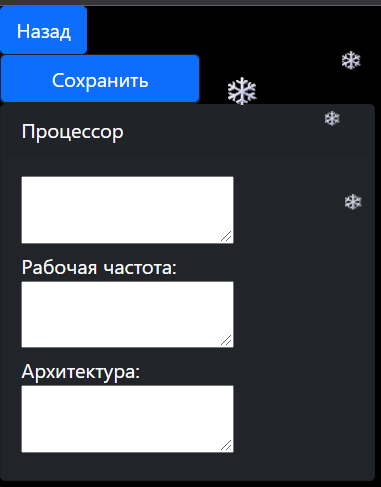 Назад
Сохранить
Процессор
Рабочая частота:
Архитектура: